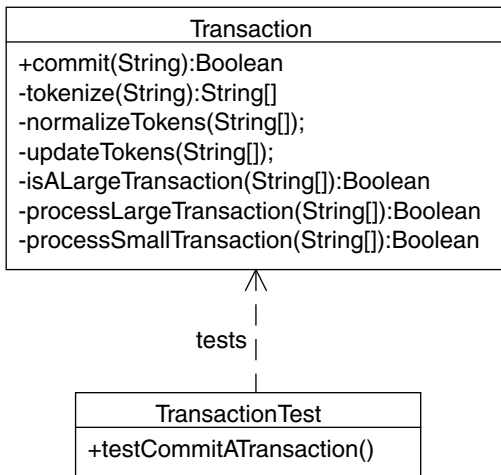 Transaction
+commit(String):Boolean
-tokenize(String):String[]
-normalizeTokens(String[]);
-updateTokens(String[]);
-isALargeTransaction(String[]):Boolean
-processLargeTransaction(String[]):Boolean
-processSmallTransaction(String[]):Boolean
tests
TransactionTest
+testCommitATransaction()